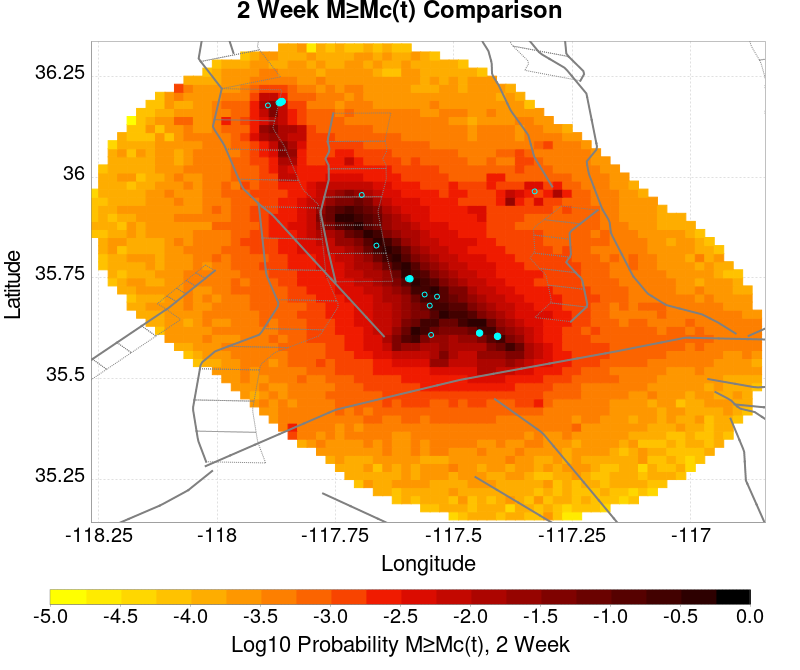 2 Week M≥Mc(t) Comparison
36.25
36
35.75
35.5
35.25
Latitude
-118.25 -118 -117.75 -117.5 -117.25 -117
Longitude
-5.0 -4.5 -4.0 -3.5 -3.0 -2.5 -2.0 -1.5 -1.0 -0.5 0.0
Log10 Probability M≥Mc(t), 2 Week